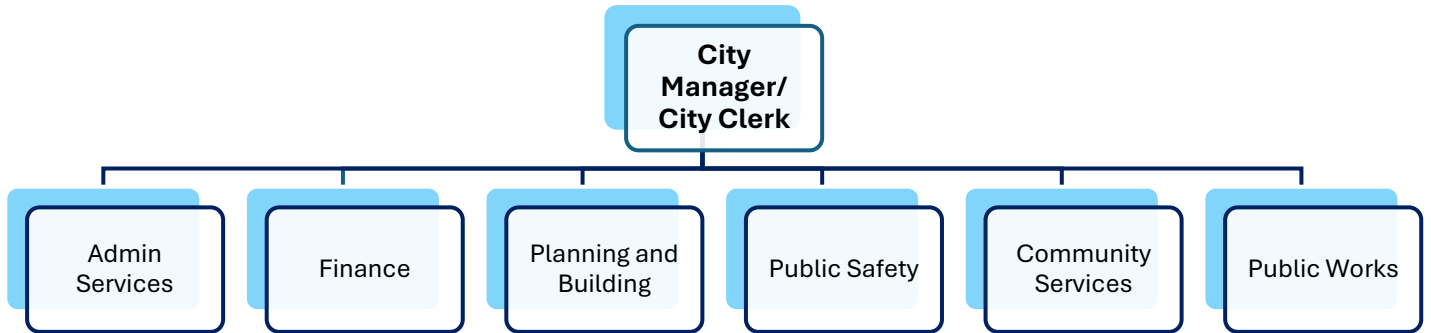 City
Manager/
City Clerk
Admin
Services
Finance
Planning and
Building
Public Safety
Community
Services
Public Works